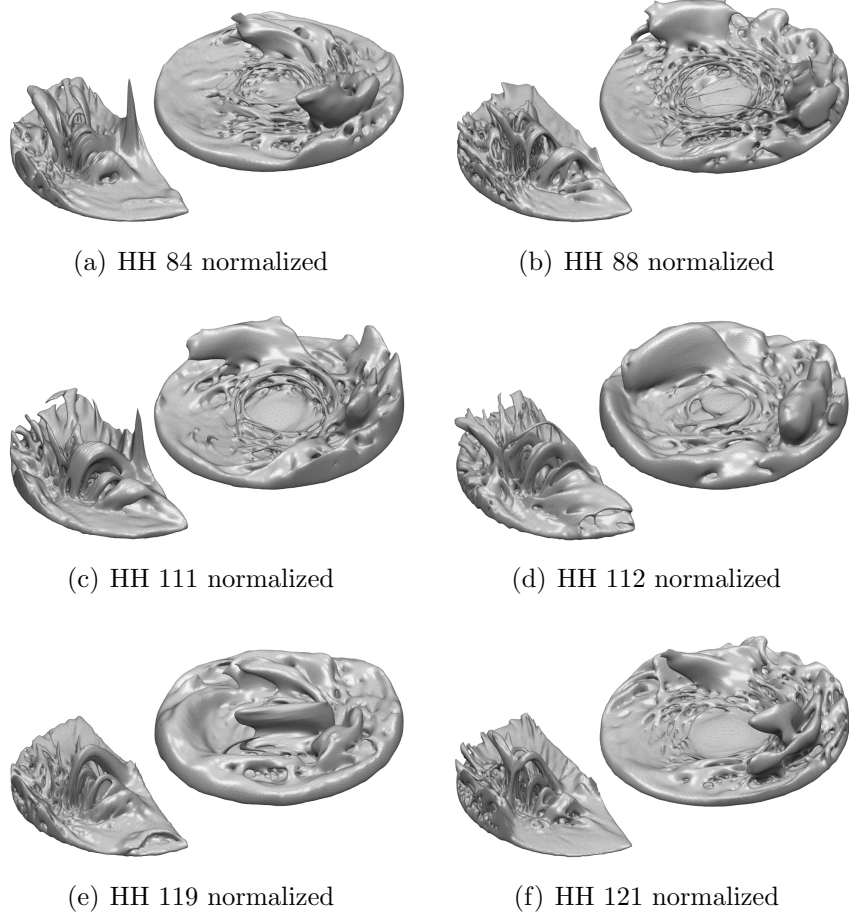 (a) HH 84 normalized
(b) HH 88 normalized
(c) HH 111 normalized
(d) HH 112 normalized
(e) HH 119 normalized
(f) HH 121 normalized